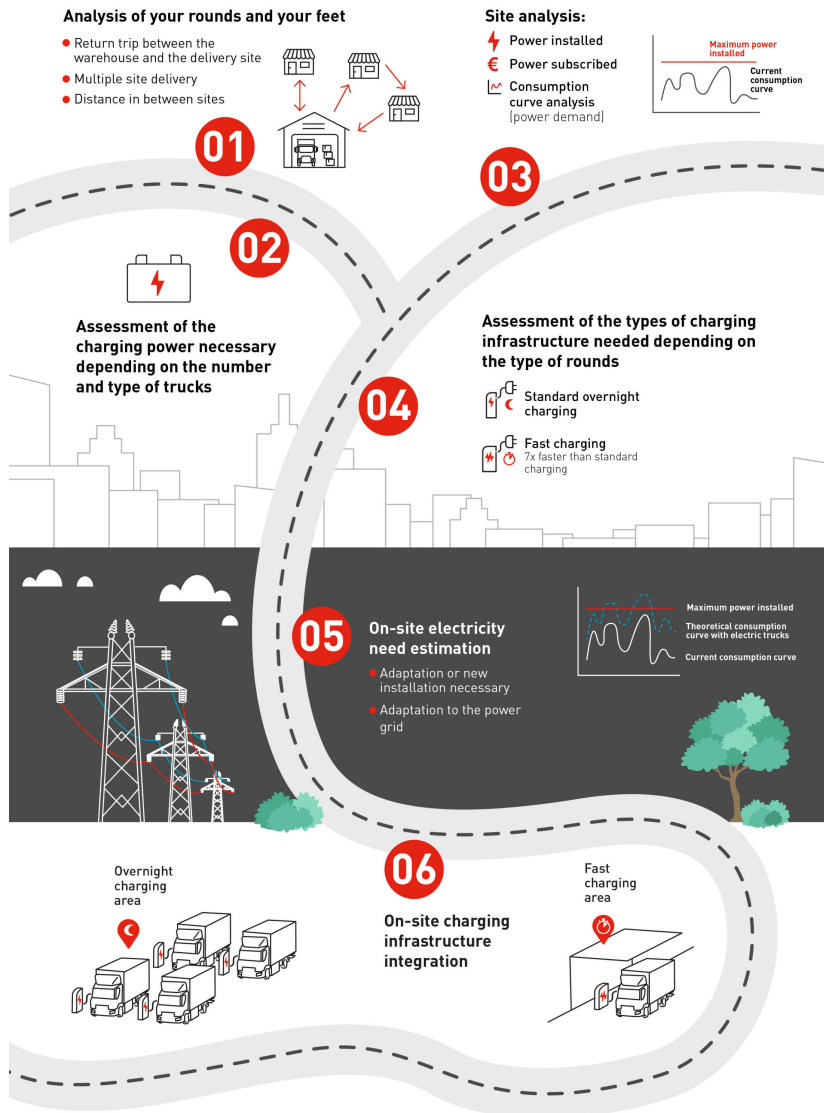 Analysis of your rounds and your feet
Return trip between the
warehouse and the delivery site
Multiple site delivery
Distance in between sites
01
02
Assessment of the
charging power necessary
depending on the number
and type of trucks
Site analysis:
Power installed
€ Power subscribed
Consumption
curve analysis
(power demand)
Maximum power
installed
Current
consumption
curve
03
04
Assessment of the types of charging
infrastructure needed depending on
the type of rounds
Standard overnight
charging
Fast charging
7x faster than standard
charging
05
On-site electricity
need estimation
Adaptation or new
installation necessary
Adaptation to the power
grid
Maximum power installed
Theoretical consumption
curve with electric trucks
Current consumption curve
06
On-site charging
infrastructure
integration
Overnight
charging
area
Fast
charging
area